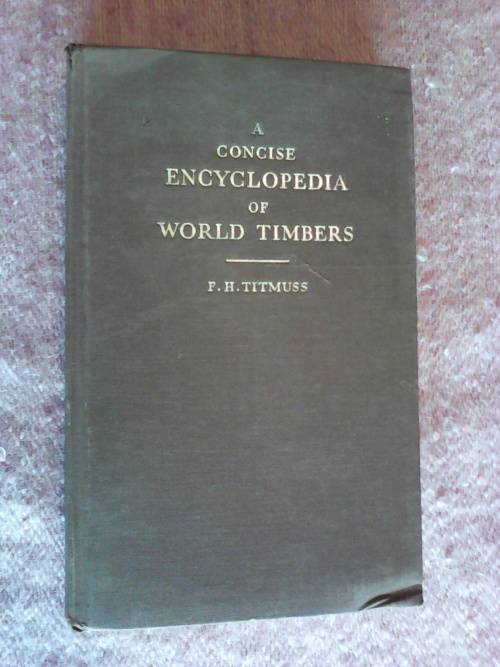 A
CONCISE
ENCYCLOPEDIA
OF
WORLD TIMBERS
F. H. TITMUSS